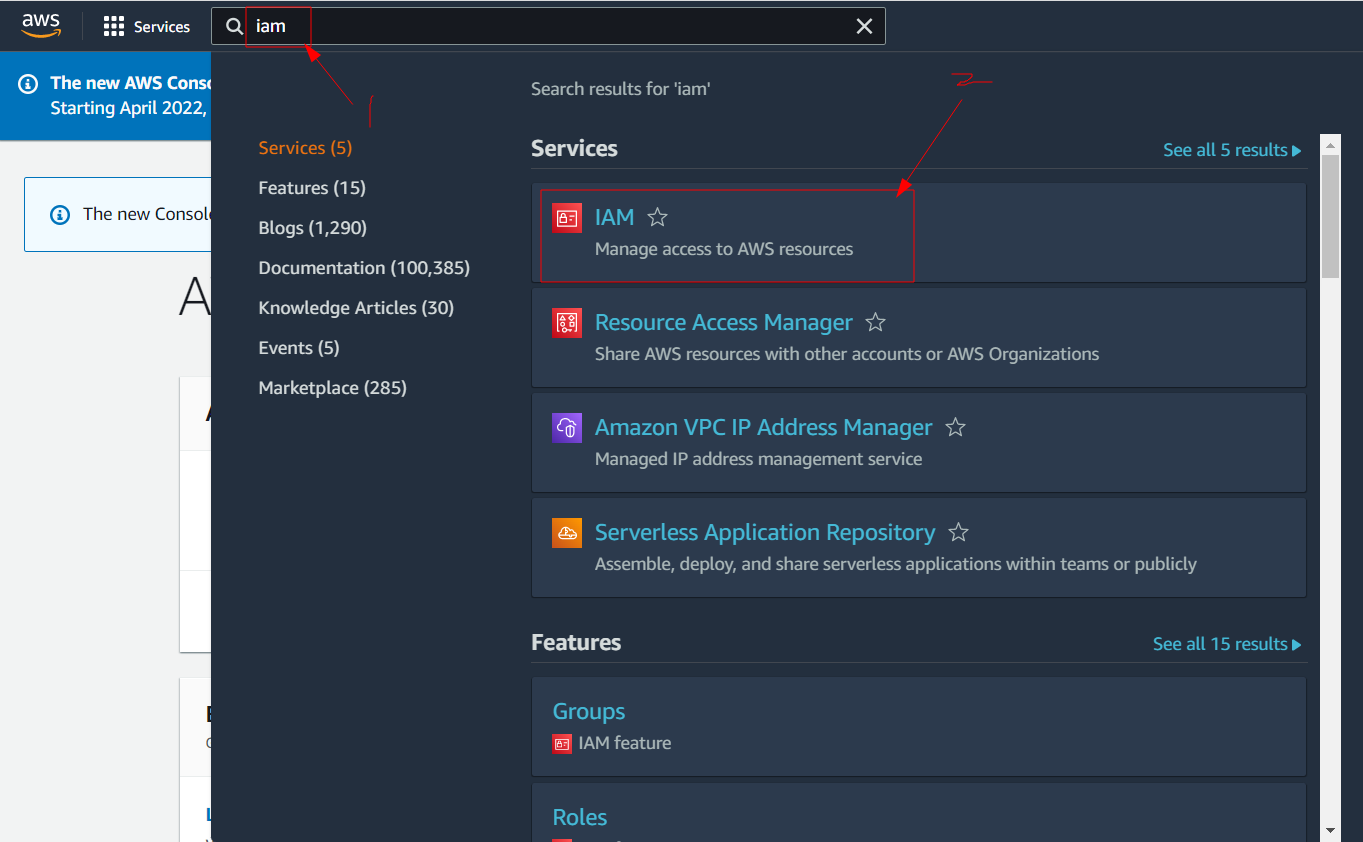 aws
Services
iam
The new AWS Conso
Starting April 2022,
The new Consol
A
Search results for 'iam'
1
2
Services (5)
Features (15)
Blogs (1,290)
Documentation (100,385)
Knowledge Articles (30)
Events (5)
Marketplace (285)
Services
See all 5 results
IAM
Manage access to AWS resources
Resource Access Manager
Share AWS resources with other accounts or AWS Organizations
Amazon VPC IP Address Manager
Managed IP address management service
Serverless Application Repository
Assemble, deploy, and share serverless applications within teams or publicly
Features
See all 15 results
Groups
IAM feature
Roles